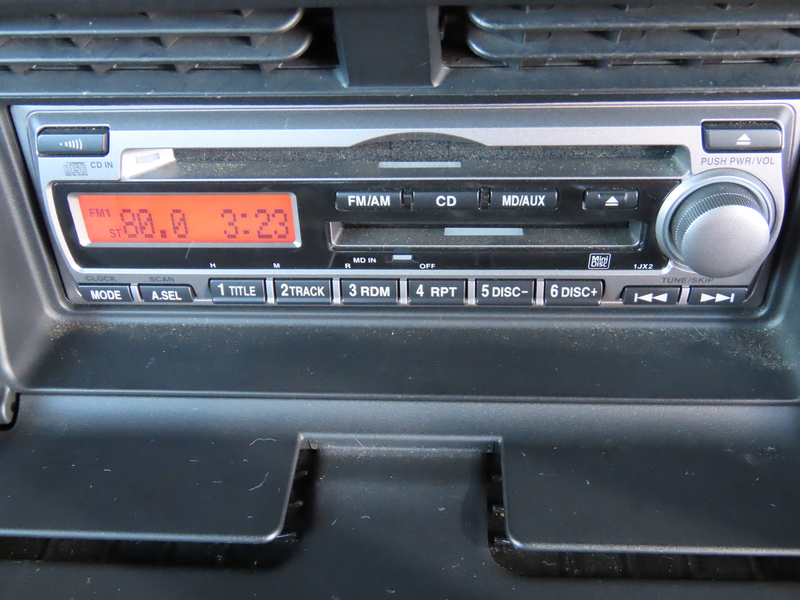 CD IN
PUSH PWR/VOL
FM/AM CD MD/AUX
FM1
ST 80.0 3:23
H M R MD IN OFF Mini Disc 1JX2
CLOCK SCAN TUNE/SKIP
MODE A.SEL 1 TITLE 2 TRACK 3 RDM 4 RPT 5 DISC- 6 DISC+